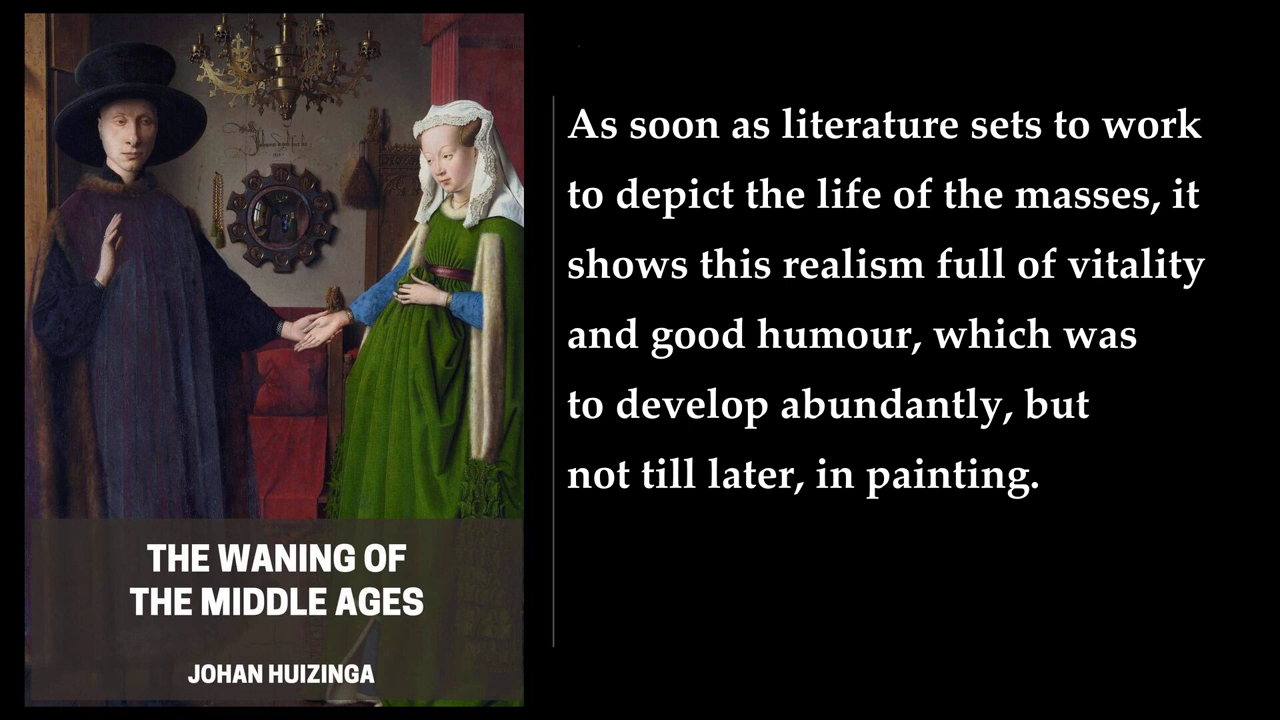 THE WANING OF
THE MIDDLE AGES
JOHAN HUIZINGA
As soon as literature sets to work
to depict the life of the masses, it
shows this realism full of vitality
and good humour, which was
to develop abundantly, but
not till later, in painting.